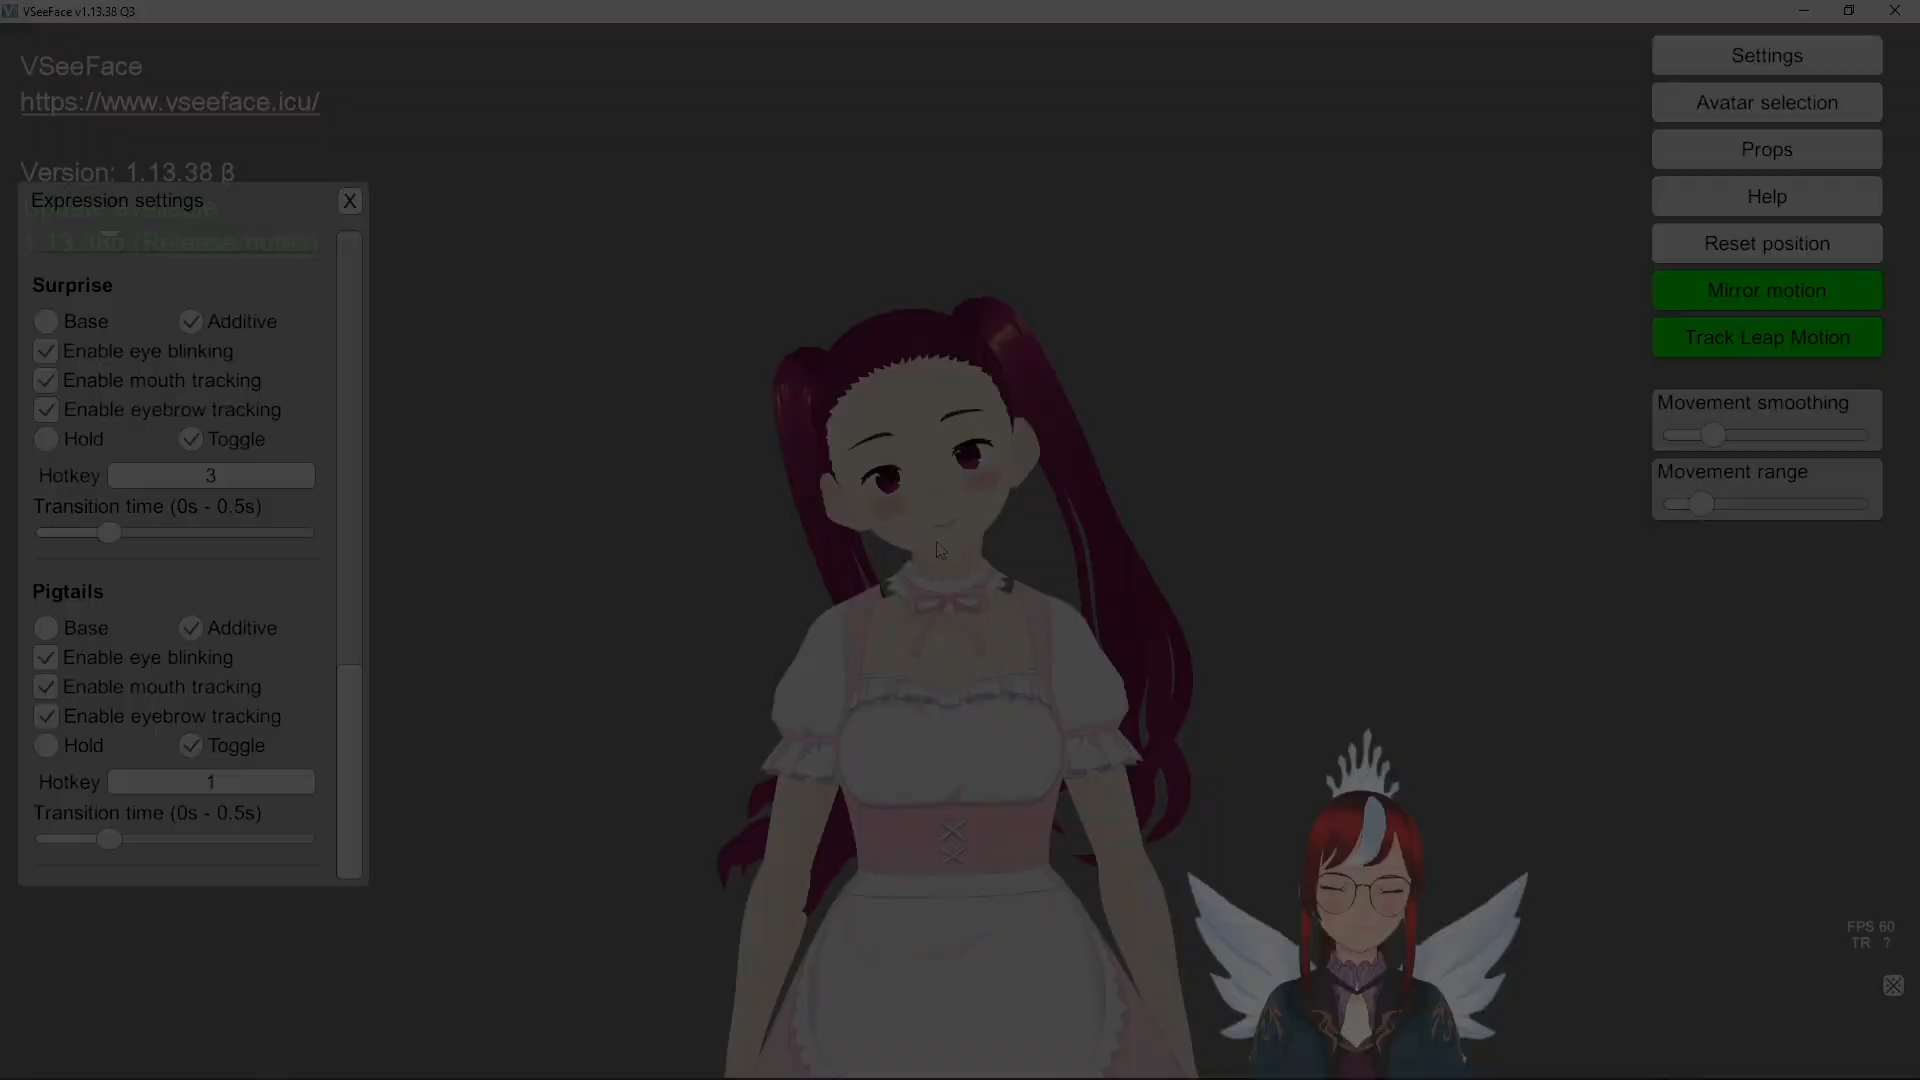 VSeeFace v1.13.38 Q3
VSeeFace
https://www.vseeface.icu/
Version: 1.13.38 β
Expression settings
X
Update available
(Release notes)
Surprise
Base Additive
Enable eye blinking
Enable mouth tracking
Enable eyebrow tracking
Hold Toggle
Hotkey 3
Transition time (0s - 0.5s)
Pigtails
Base Additive
Enable eye blinking
Enable mouth tracking
Enable eyebrow tracking
Hold Toggle
Hotkey 1
Transition time (0s - 0.5s)
Settings
Avatar selection
Props
Help
Reset position
Mirror motion
Track Leap Motion
Movement smoothing
Movement range
FPS 60
TR ?